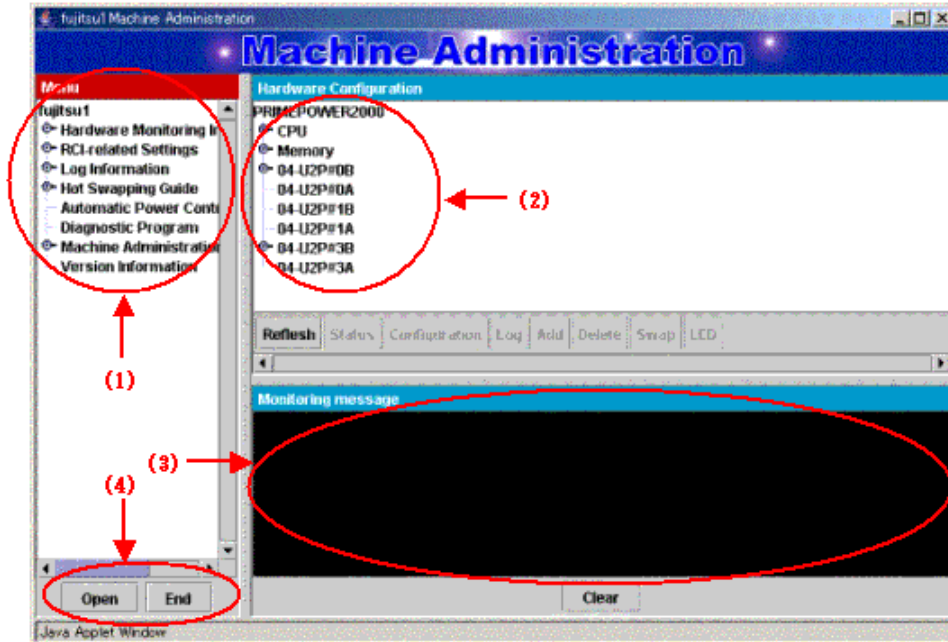 fujitsu1 Machine Administration
Machine Administration
Menu
fujitsu1
Hardware Monitoring I
RCI-related Settings
Log Information
Hot Swapping Guide
Automatic Power Cont
Diagnostic Program
Machine Administration
Version Information
(1)
Open
End
(4)
Hardware Configuration
PRIMEPOWER2000
CPU
Memory
04-U2P#0B
04-U2P#0A
04-U2P#1B
04-U2P#1A
04-U2P#3B
04-U2P#3A
(2)
Reflesh Status Configuration Log Add Delete Swap LED
Monitoring message
(3)
Clear
Java Applet Window